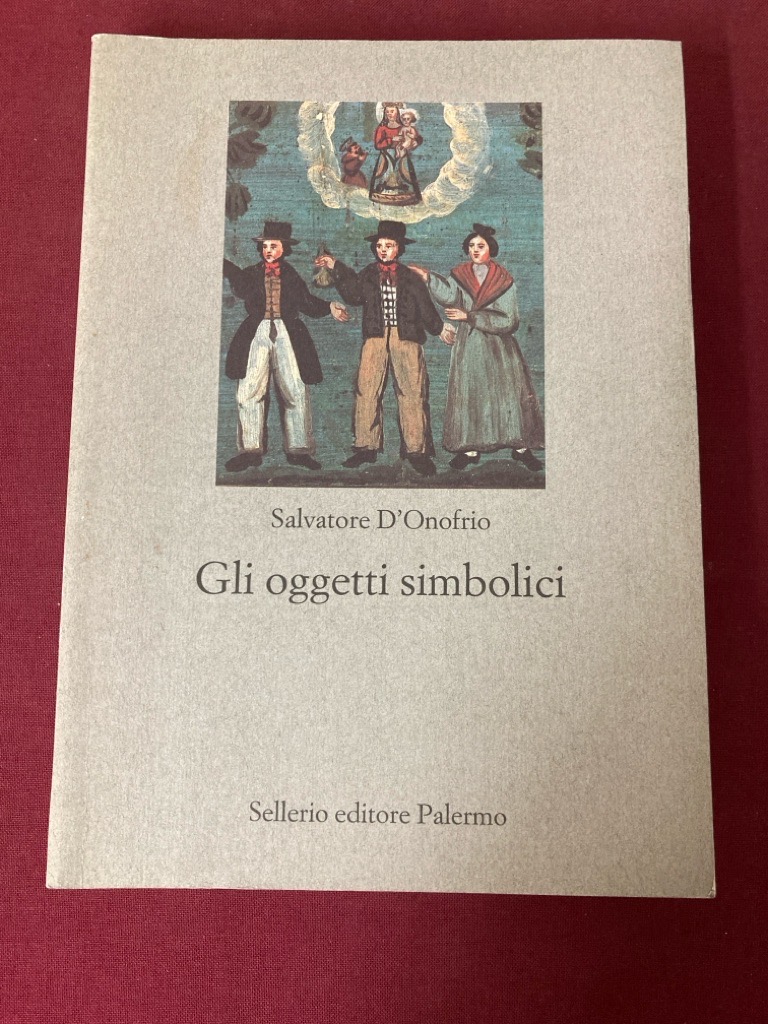 Salvatore D'Onofrio
Gli oggetti simbolici
Sellerio editore Palermo